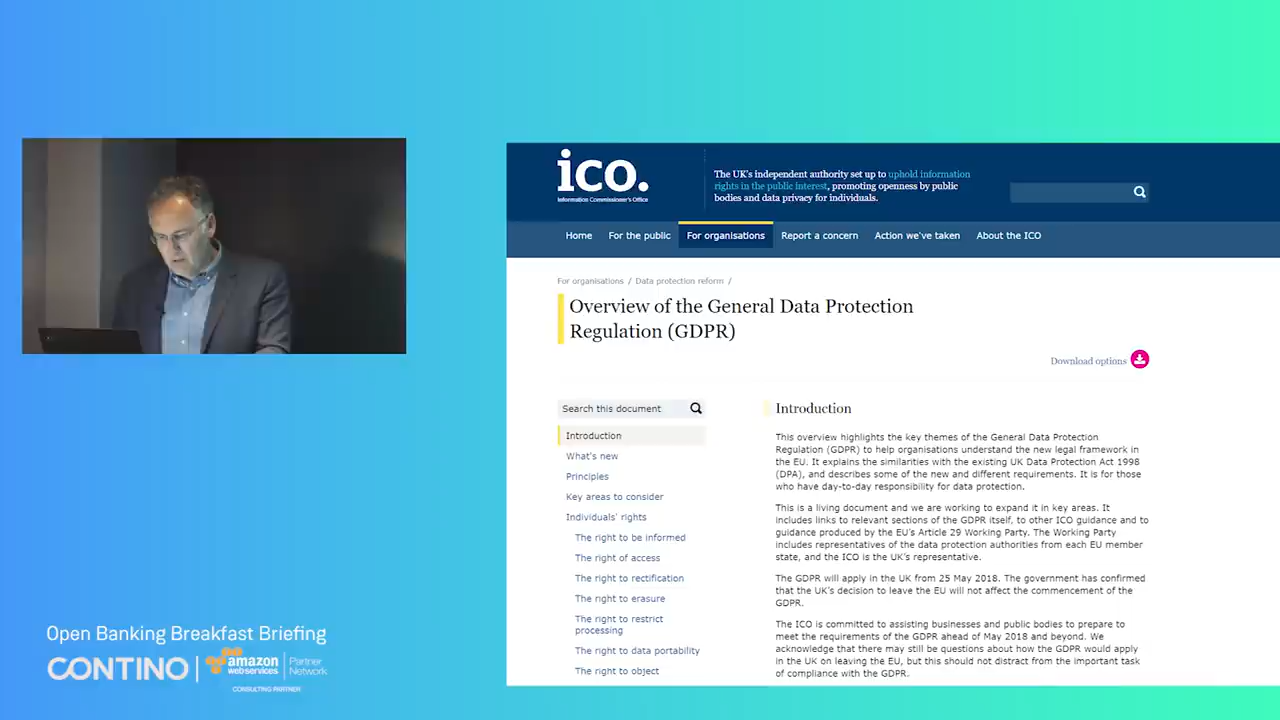 ico.
Information Commissioner's Office
The UK's independent authority set up to uphold information
rights in the public interest, promoting openness by public
bodies and data privacy for individuals.
Home
For the public
For organisations
Report a concern
Action we've taken
About the ICO
For organisations / Data protection reform /
Overview of the General Data Protection
Regulation (GDPR)
Download options
Search this document
Introduction
What's new
Principles
Key areas to consider
Individuals' rights
The right to be informed
The right of access
The right to rectification
The right to erasure
The right to restrict
processing
The right to data portability
The right to object
Introduction
This overview highlights the key themes of the General Data Protection
Regulation (GDPR) to help organisations understand the new legal framework in
the EU. It explains the similarities with the existing UK Data Protection Act 1998
(DPA), and describes some of the new and different requirements. It is for those
who have day-to-day responsibility for data protection.
This is a living document and we are working to expand it in key areas. It
includes links to relevant sections of the GDPR itself, to other ICO guidance and to
guidance produced by the EU's Article 29 Working Party. The Working Party
includes representatives of the data protection authorities from each EU member
state, and the ICO is the UK's representative.
The GDPR will apply in the UK from 25 May 2018. The government has confirmed
that the UK's decision to leave the EU will not affect the commencement of the
GDPR.
The ICO is committed to assisting businesses and public bodies to prepare to
meet the requirements of the GDPR ahead of May 2018 and beyond. We
acknowledge that there may still be questions about how the GDPR would apply
in the UK on leaving the EU, but this should not distract from the important task
of compliance with the GDPR.
Open Banking Breakfast Briefing
CONTINO
amazon
webservices
Partner
Network
CONSULTING PARTNER